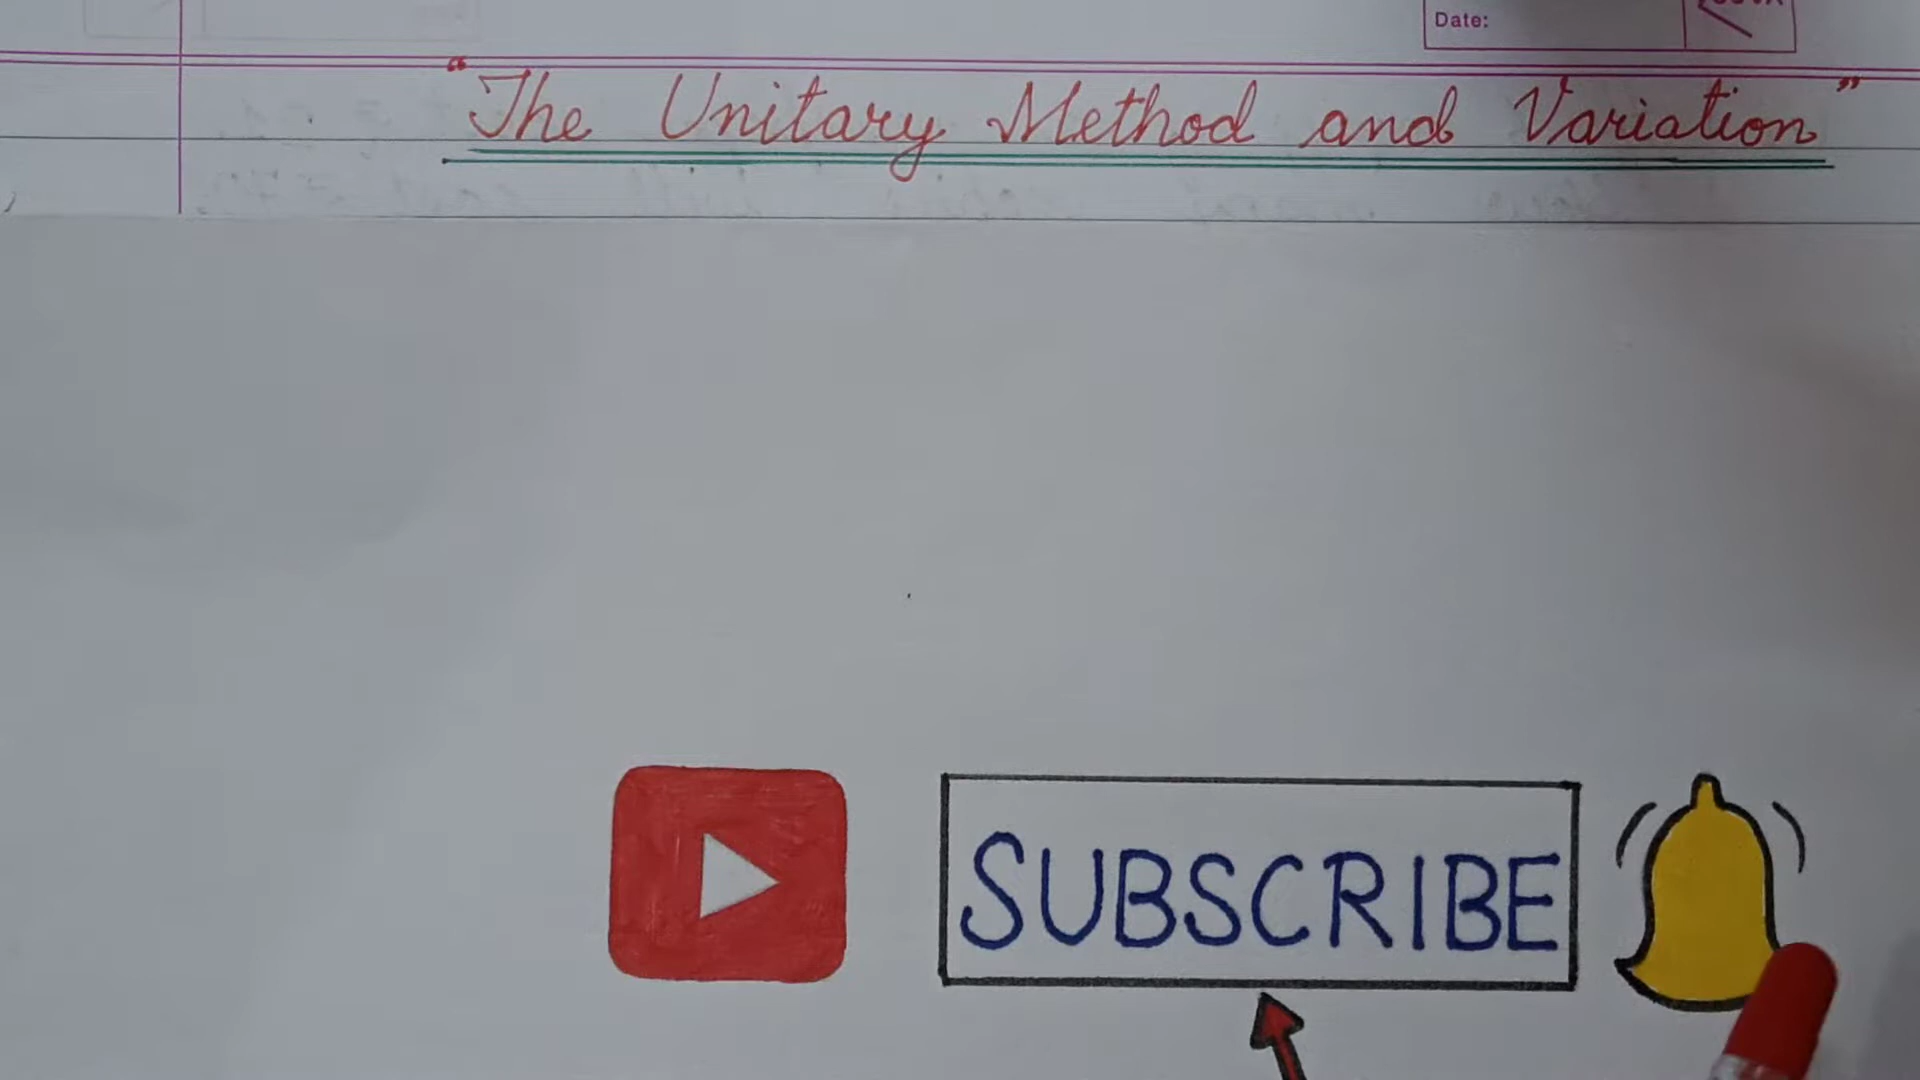 Date:
“The Unitary Method and Variation”
SUBSCRIBE